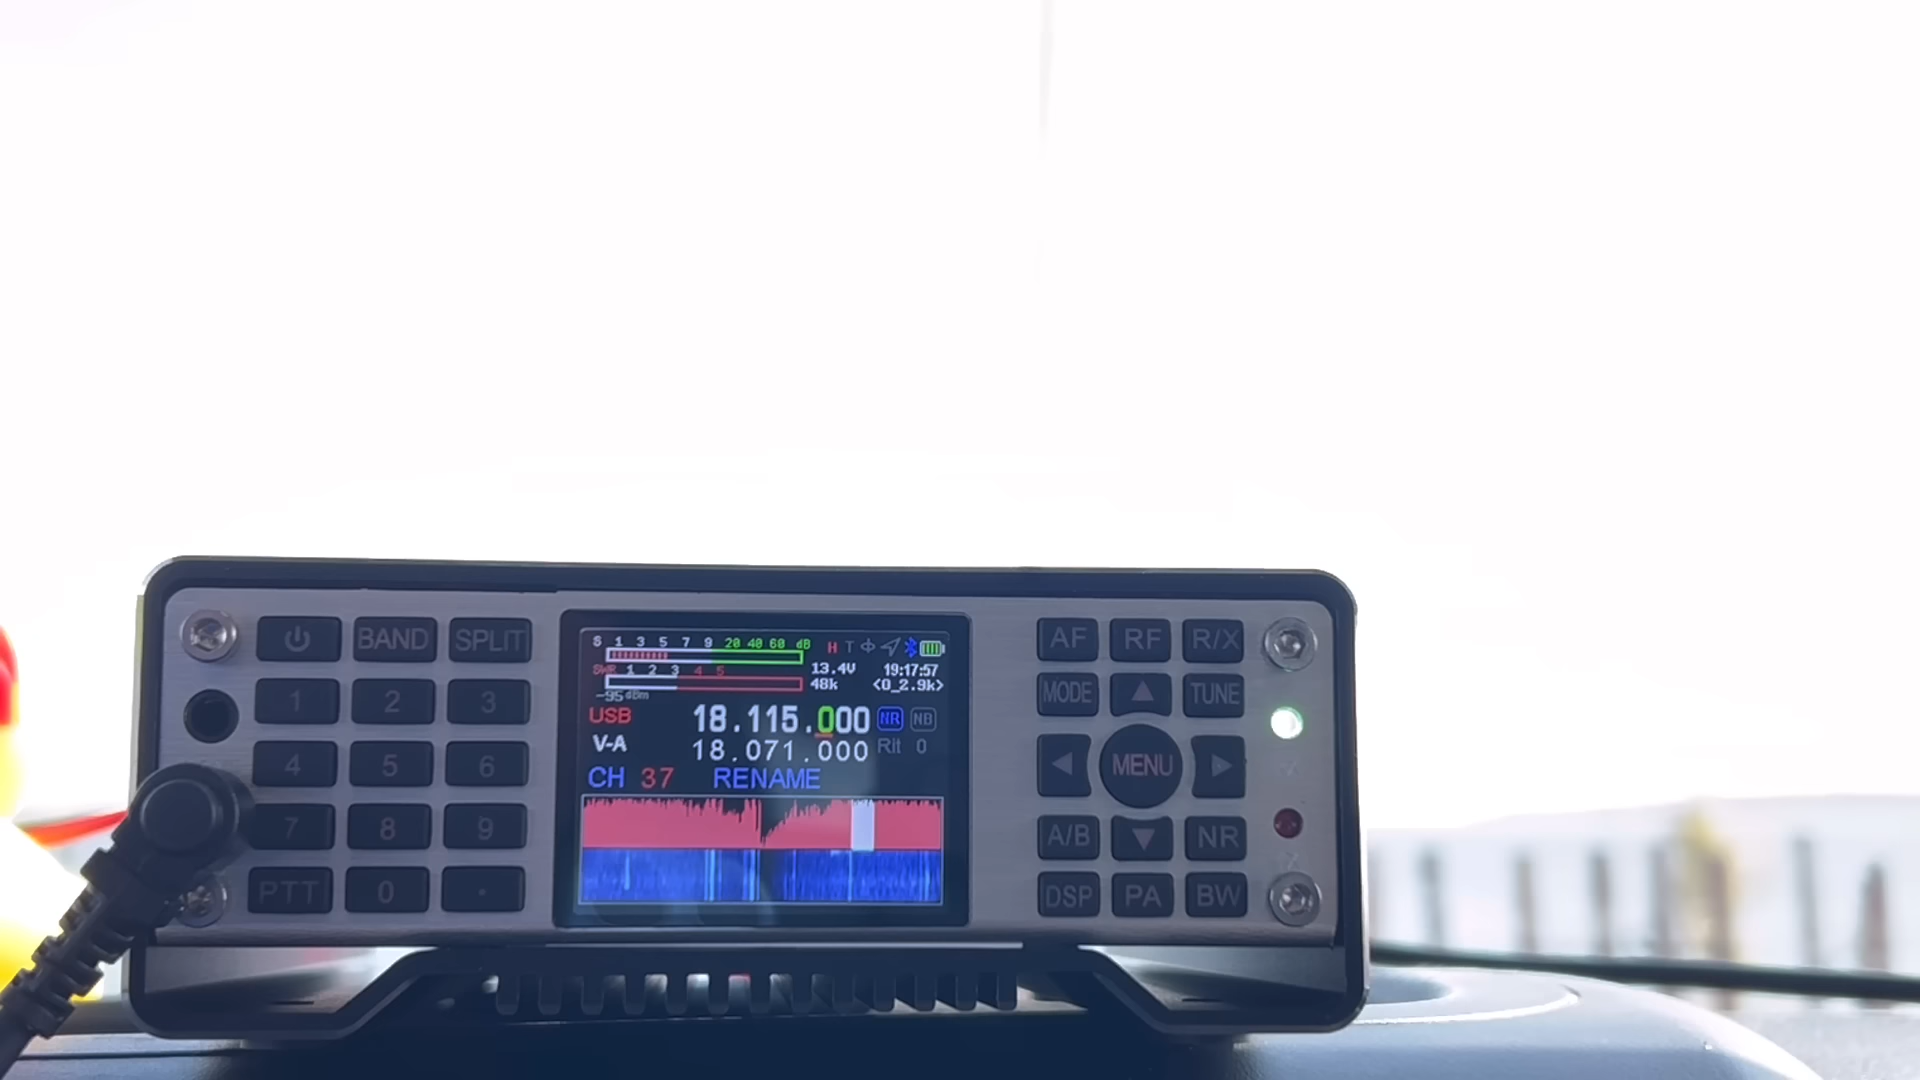 BAND SPLIT
1 2 3
4 5 6
7 8 9
PTT 0 .
S 1 3 5 7 9 20 40 60 dB
H T
SWR 1 2 3 4 5
13.4V 19:17:57
48k <0_2.9k>
-95 dBm
USB 18.115.000 NR NB
V-A 18.071.000 Rit 0
CH 37 RENAME
AF RF R/X
MODE TUNE
MENU
A/B NR
DSP PA BW